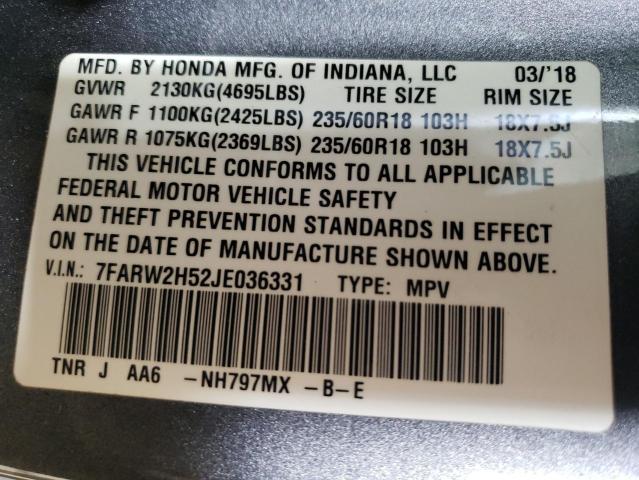 MFD. BY HONDA MFG. OF INDIANA, LLC 03/'18
GVWR 2130KG(4695LBS) TIRE SIZE RIM SIZE
GAWR F 1100KG(2425LBS) 235/60R18 103H 18X7.5J
GAWR R 1075KG(2369LBS) 235/60R18 103H 18X7.5J
THIS VEHICLE CONFORMS TO ALL APPLICABLE
FEDERAL MOTOR VEHICLE SAFETY
AND THEFT PREVENTION STANDARDS IN EFFECT
ON THE DATE OF MANUFACTURE SHOWN ABOVE.
V.I.N.: 7FARW2H52JE036331 TYPE: MPV
TNR J AA6 -NH797MX -B-E